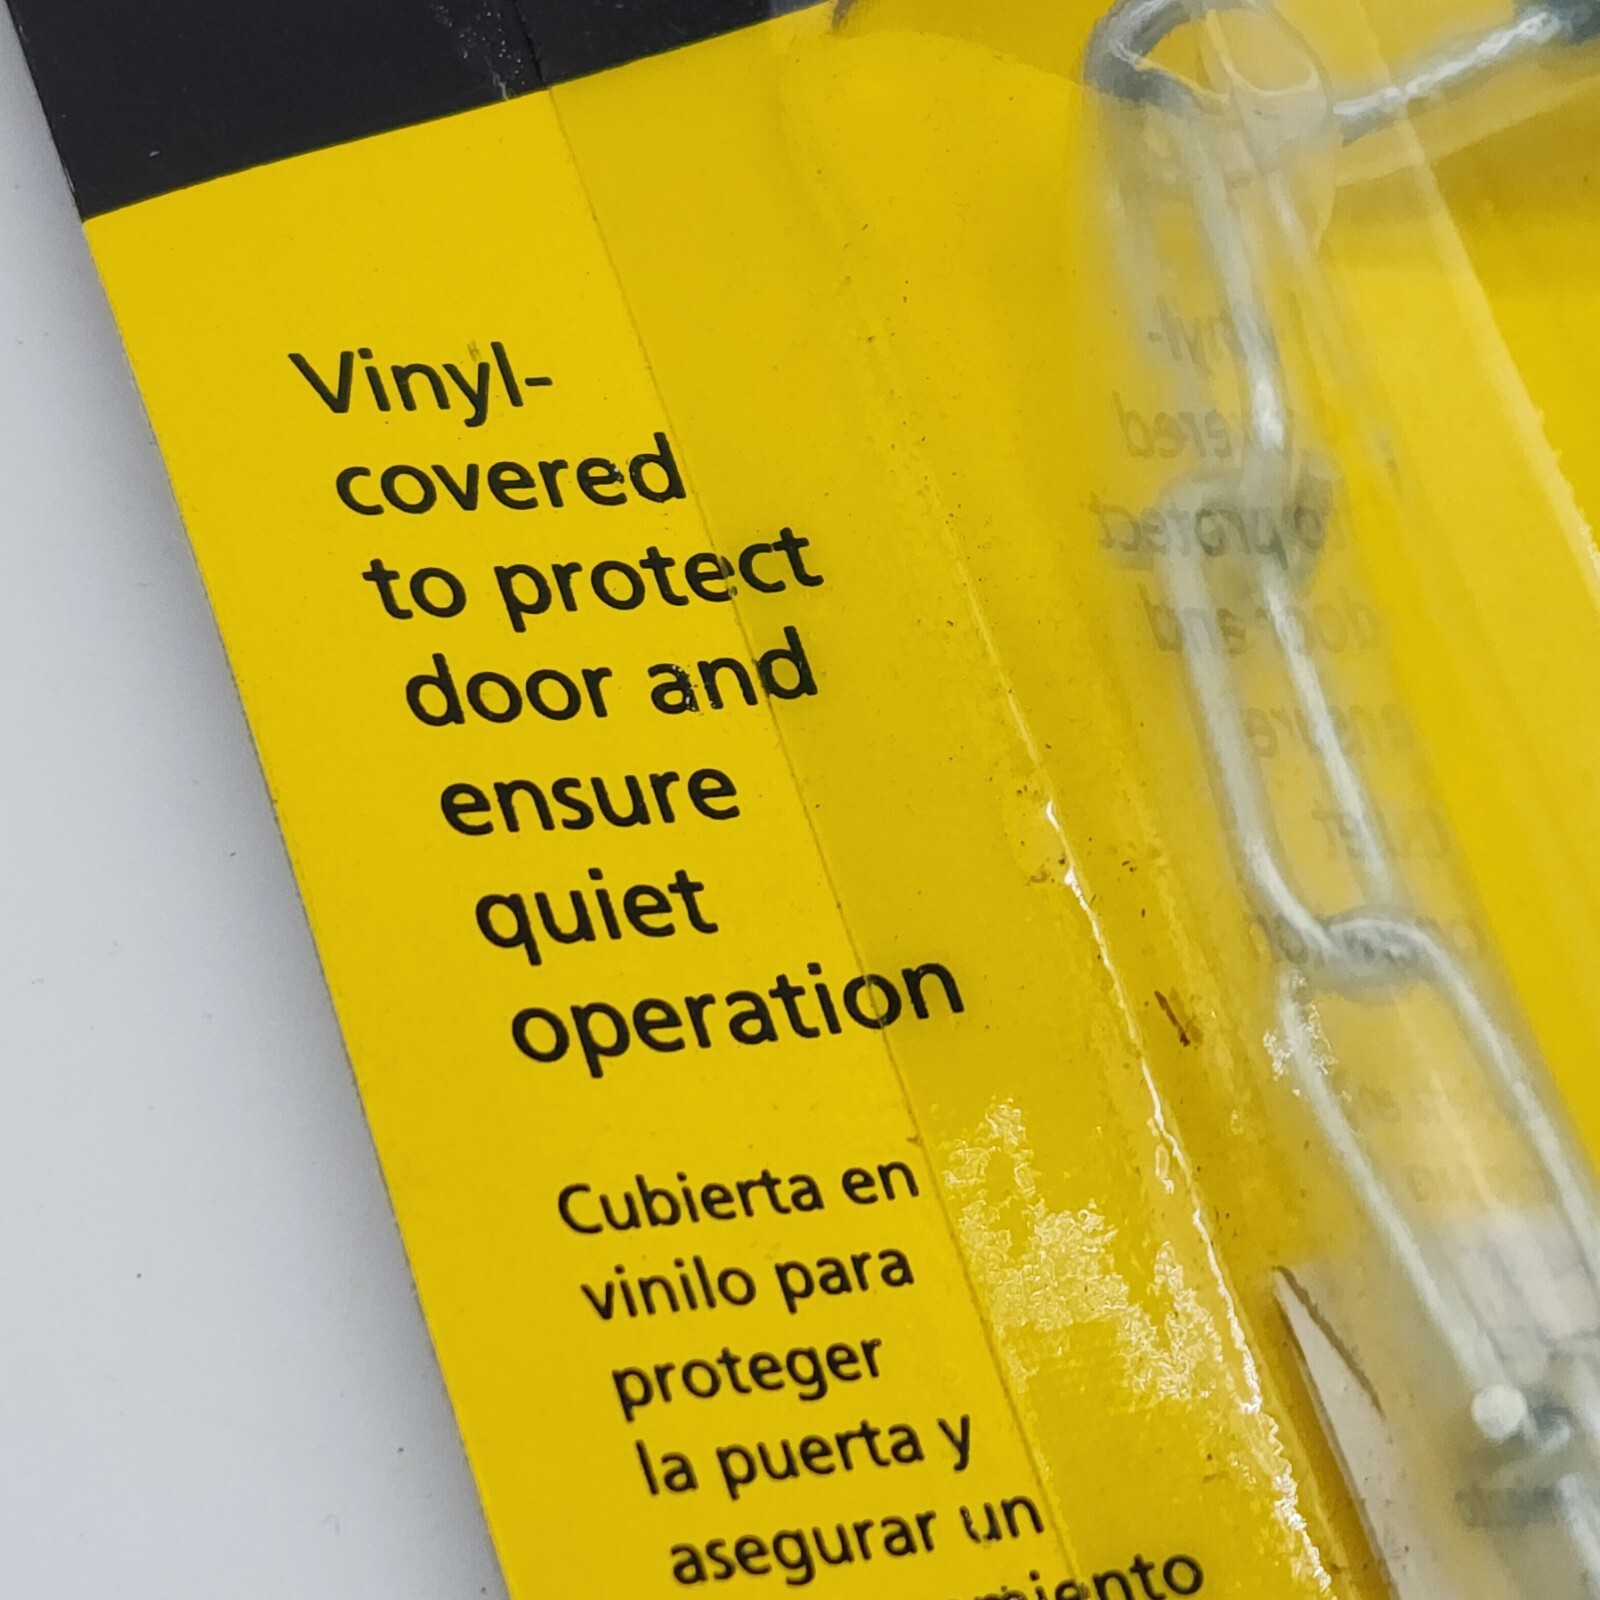 Vinyl-
covered
to protect
door and
ensure
quiet
operation
Cubierta en
vinilo para
proteger
la puerta y
asegurar un